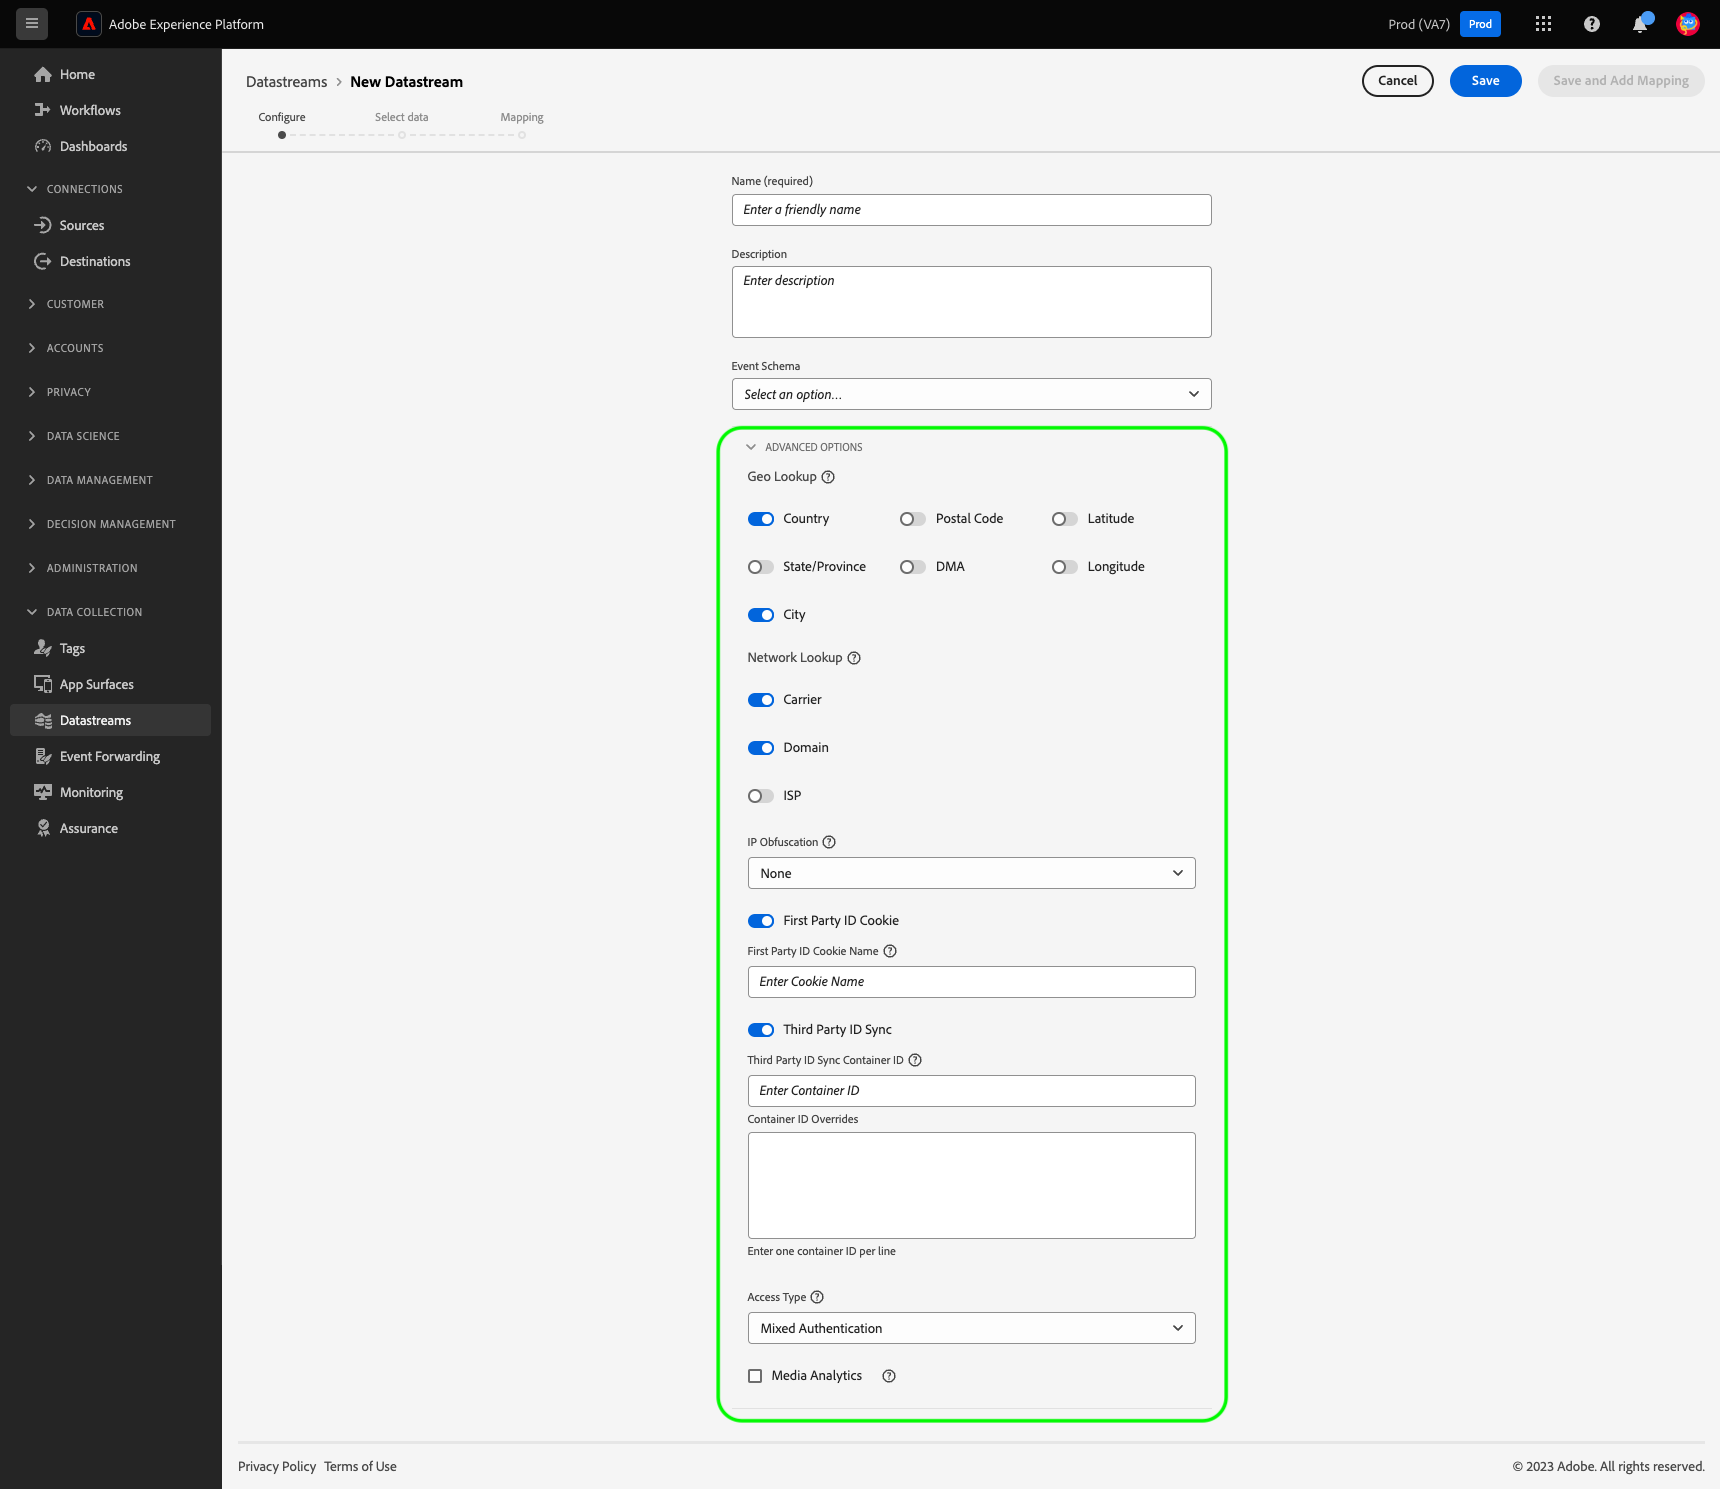 Adobe Experience Platform
Prod (VA7)
Prod
Home
Workflows
Dashboards
CONNECTIONS
Sources
Destinations
CUSTOMER
ACCOUNTS
PRIVACY
DATA SCIENCE
DATA MANAGEMENT
DECISION MANAGEMENT
ADMINISTRATION
DATA COLLECTION
Tags
App Surfaces
Datastreams
Event Forwarding
Monitoring
Assurance
Datastreams > New Datastream
Cancel
Save
Save and Add Mapping
Configure
Select data
Mapping
Name (required)
Enter a friendly name
Description
Enter description
Event Schema
Select an option...
ADVANCED OPTIONS
Geo Lookup
Country
Postal Code
Latitude
State/Province
DMA
Longitude
City
Network Lookup
Carrier
Domain
ISP
IP Obfuscation
None
First Party ID Cookie
First Party ID Cookie Name
Enter Cookie Name
Third Party ID Sync
Third Party ID Sync Container ID
Enter Container ID
Container ID Overrides
Enter one container ID per line
Access Type
Mixed Authentication
Media Analytics
Privacy Policy
Terms of Use
© 2023 Adobe. All rights reserved.